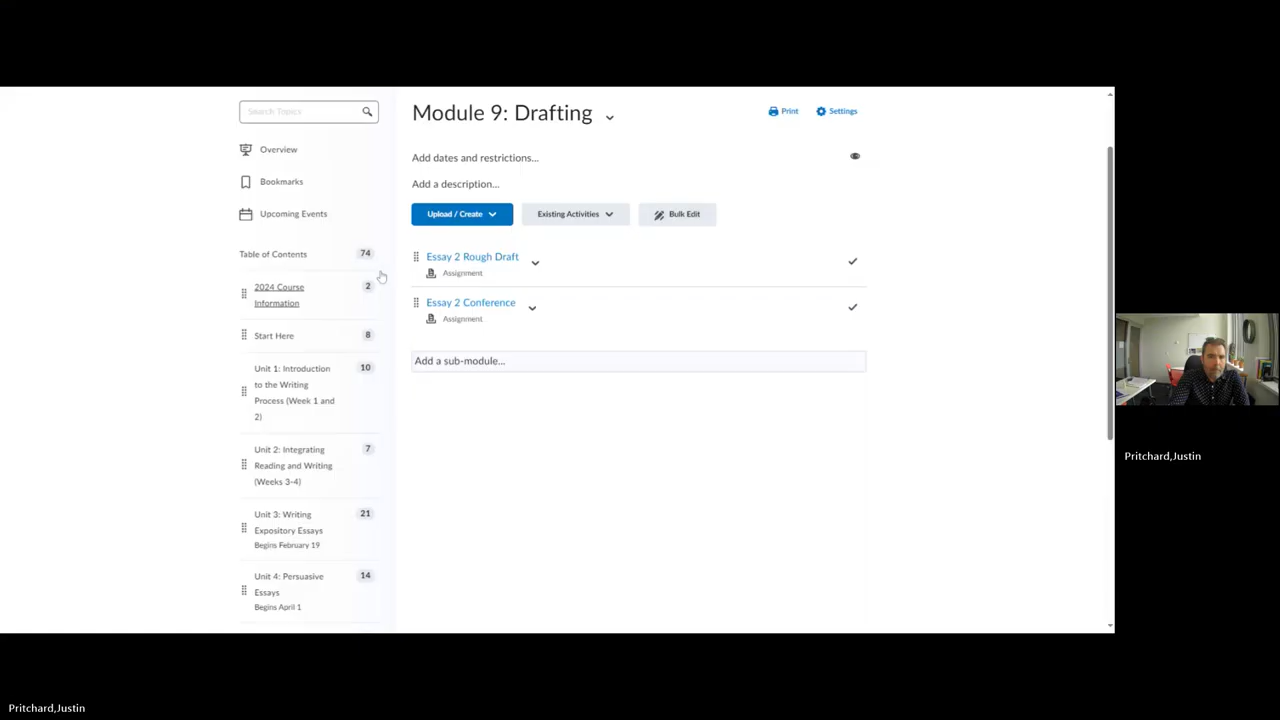 Search Topics
Overview
Bookmarks
Upcoming Events
Table of Contents 74
2024 Course 2
Information
Start Here 8
Unit 1: Introduction 10
to the Writing
Process (Week 1 and
2)
Unit 2: Integrating 7
Reading and Writing
(Weeks 3-4)
Unit 3: Writing 21
Expository Essays
Begins February 19
Unit 4: Persuasive 14
Essays
Begins April 1
Module 9: Drafting
Print Settings
Add dates and restrictions...
Add a description...
Upload / Create Existing Activities Bulk Edit
Essay 2 Rough Draft
Assignment
Essay 2 Conference
Assignment
Add a sub-module...
Pritchard,Justin
Pritchard,Justin